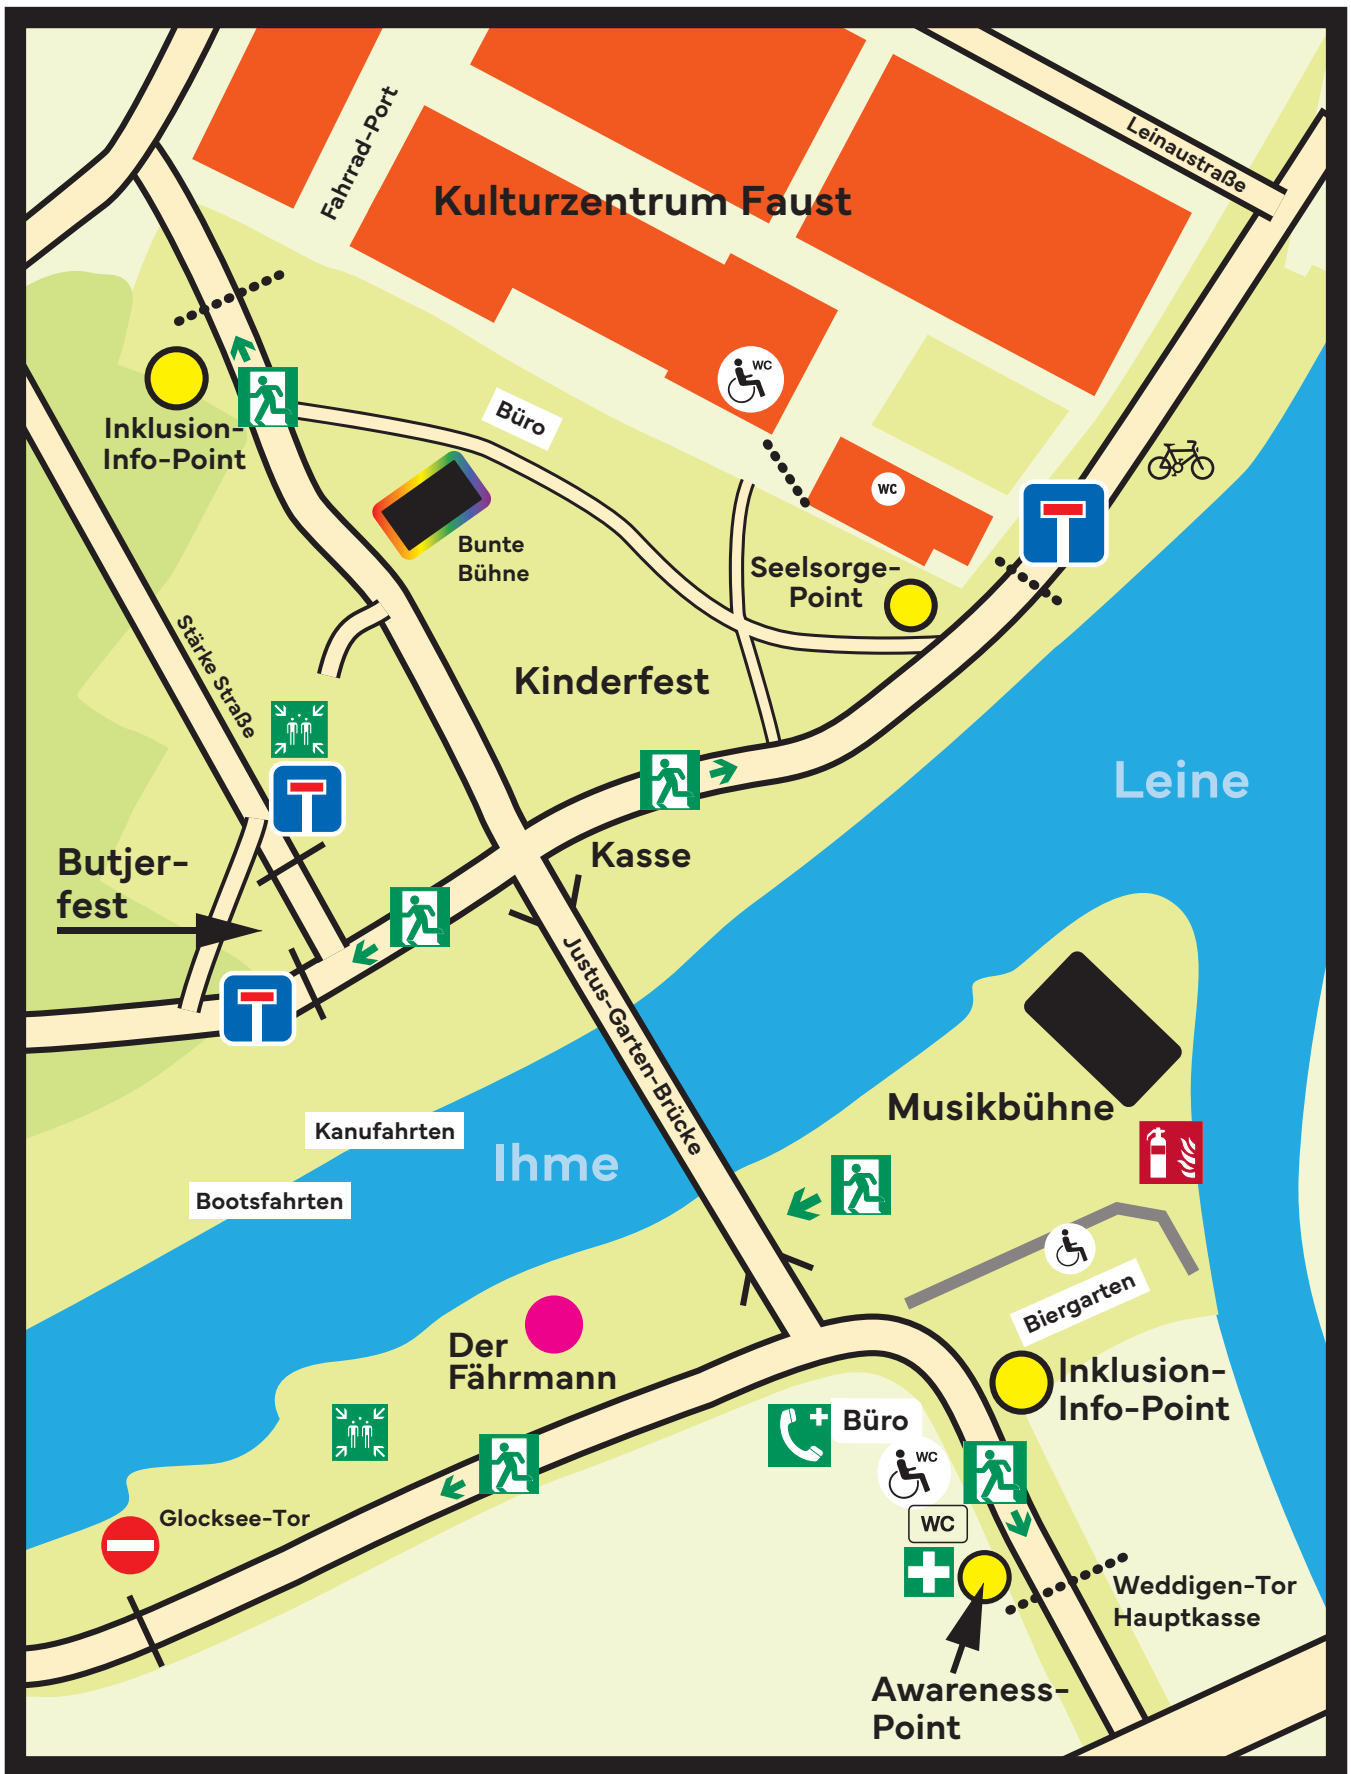 Leinaustraße
Fahrrad-Port
Kulturzentrum Faust
WC
Büro
Inklusion-
Info-Point
WC
Bunte
Bühne
Seelsorge-
Point
Stärke Straße
Kinderfest
Leine
Kasse
Butjer-
fest
Justus-Garten-Brücke
Musikbühne
Kanufahrten
Ihme
Bootsfahrten
Biergarten
Der
Fährmann
Inklusion-
Info-Point
Büro
WC
Glocksee-Tor
WC
Weddigen-Tor
Hauptkasse
Awareness-
Point